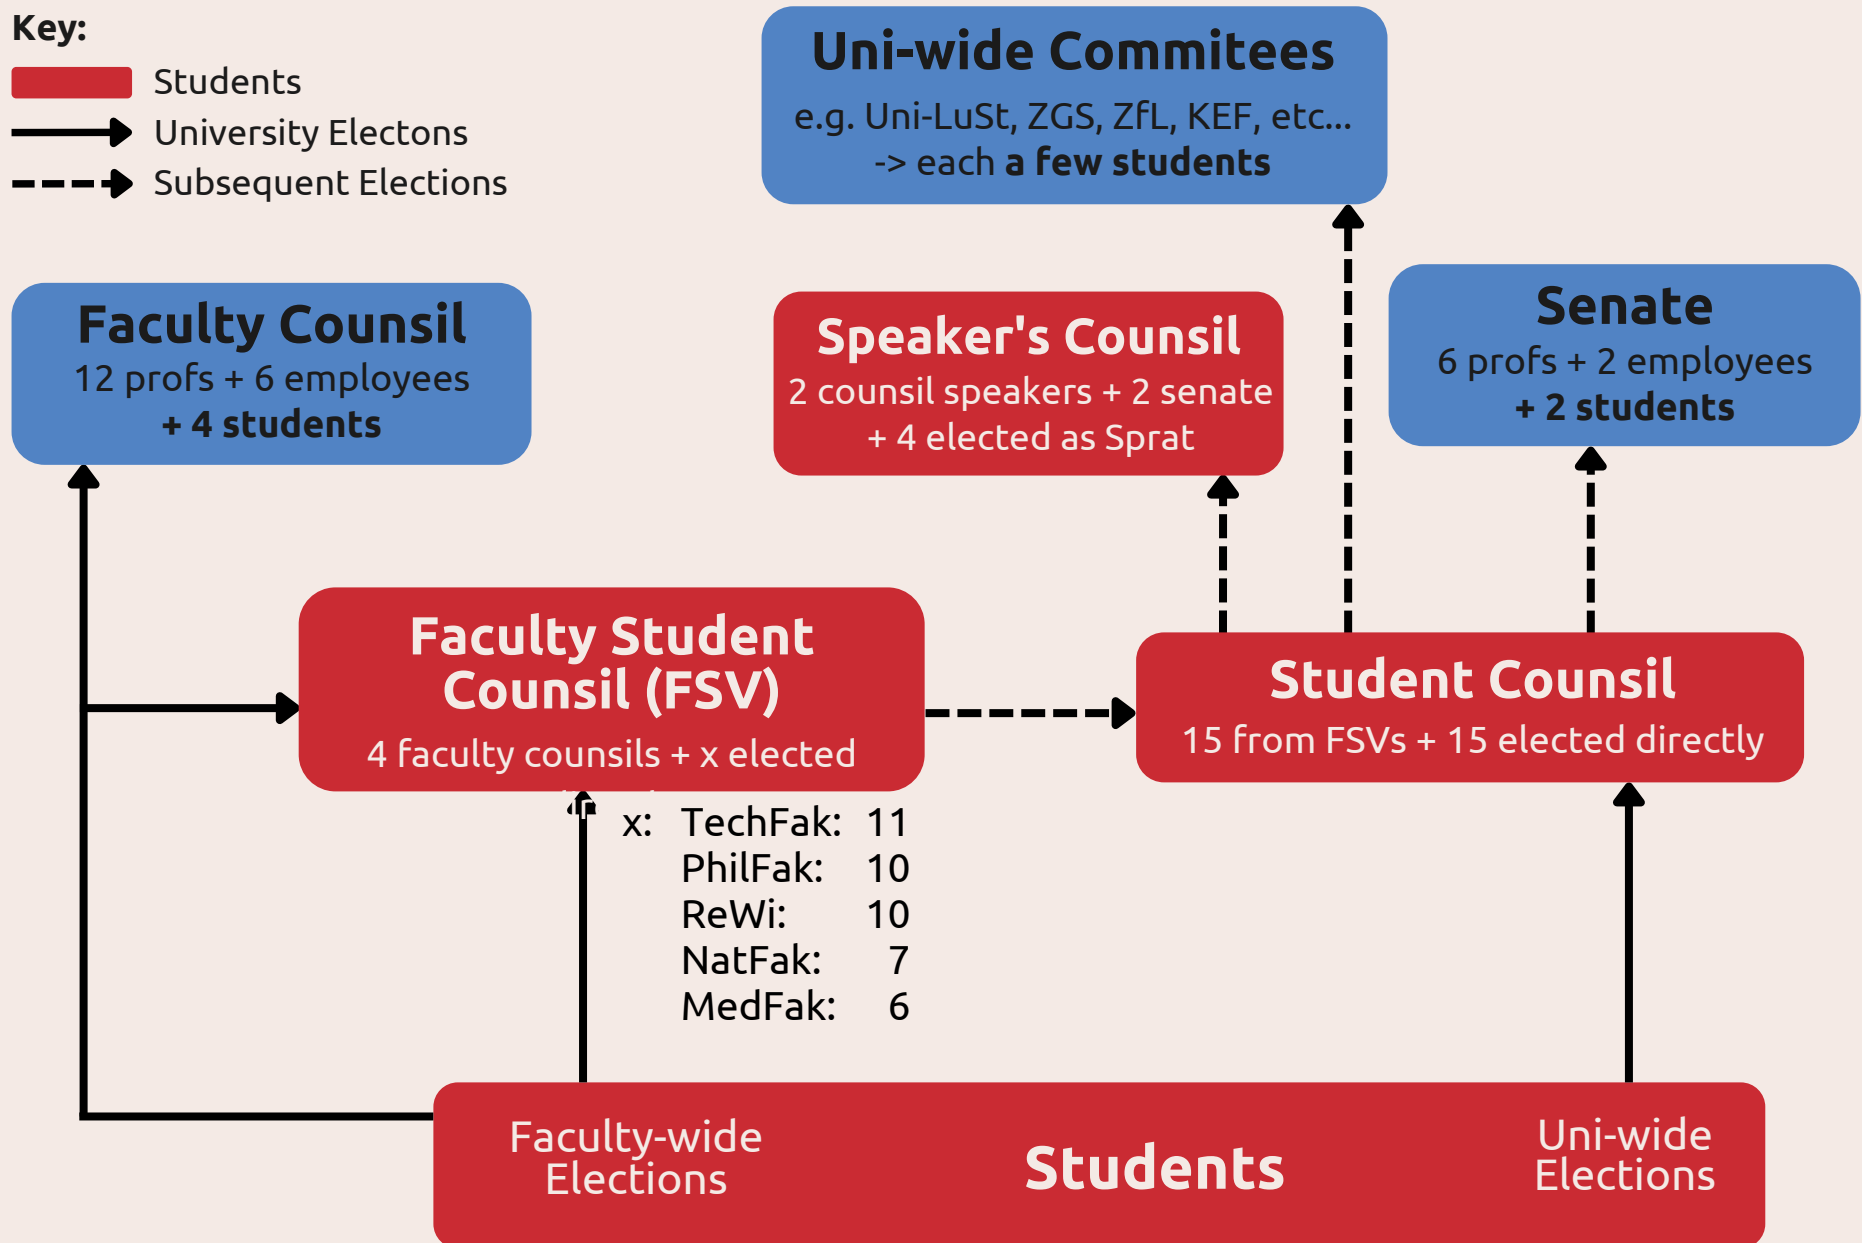 Key:
Students
University Electons
Subsequent Elections
Uni-wide Commitees
e.g. Uni-LuSt, ZGS, ZfL, KEF, etc...
-> each a few students
Faculty Counsil
12 profs + 6 employees
+ 4 students
Speaker's Counsil
2 counsil speakers + 2 senate
+ 4 elected as Sprat
Senate
6 profs + 2 employees
+ 2 students
Faculty Student
Counsil (FSV)
4 faculty counsils + x elected
Student Counsil
15 from FSVs + 15 elected directly
x: TechFak: 11
PhilFak: 10
ReWi: 10
NatFak: 7
MedFak: 6
Faculty-wide
Elections
Students
Uni-wide
Elections